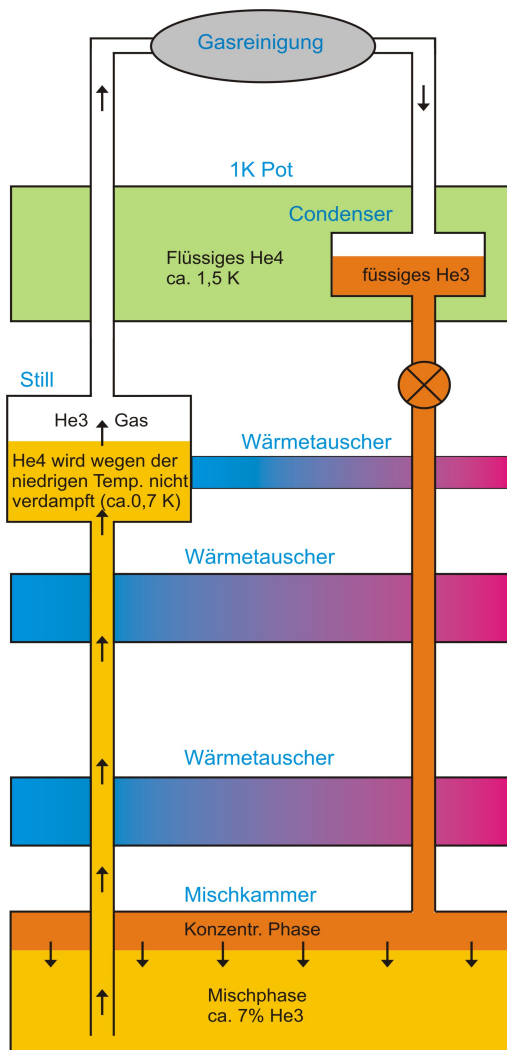 Gasreinigung
1K Pot
Condenser
Flüssiges He4
ca. 1,5 K
füssiges He3
Still
He3 Gas
He4 wird wegen der
niedrigen Temp. nicht
verdampft (ca.0,7 K)
Wärmetauscher
Wärmetauscher
Wärmetauscher
Mischkammer
Konzentr. Phase
Mischphase
ca. 7% He3